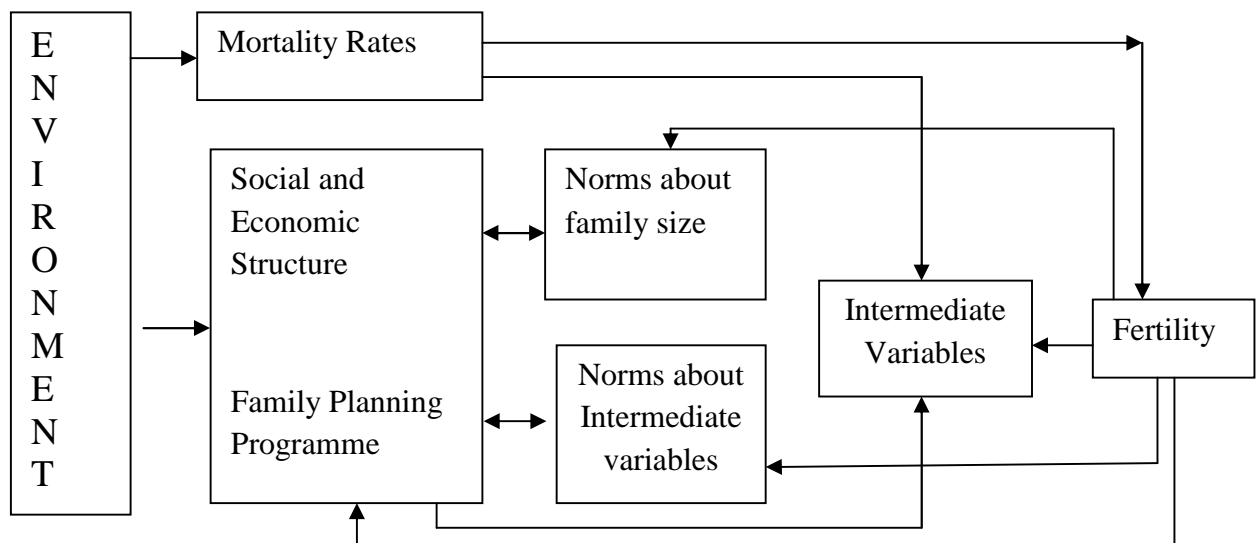 E
N
V
I
R
O
N
M
E
N
T
Mortality Rates
Social and
Economic
Structure
Family Planning
Programme
Norms about
family size
Norms about
Intermediate
variables
Intermediate
Variables
Fertility